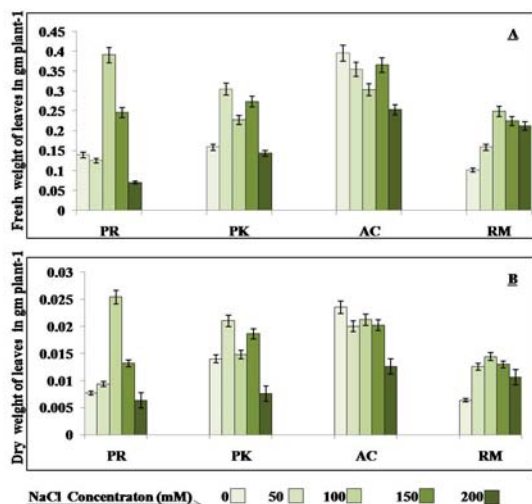 A
Fresh weight of leaves in gm plant-1
0.45
0.4
0.35
0.3
0.25
0.2
0.15
0.1
0.05
0
PR PK AC RM
B
Dry weight of leaves in gm plant-1
0.03
0.025
0.02
0.015
0.01
0.005
0
PR PK AC RM
NaCl Concentraton (mM) 0 50 100 150 200